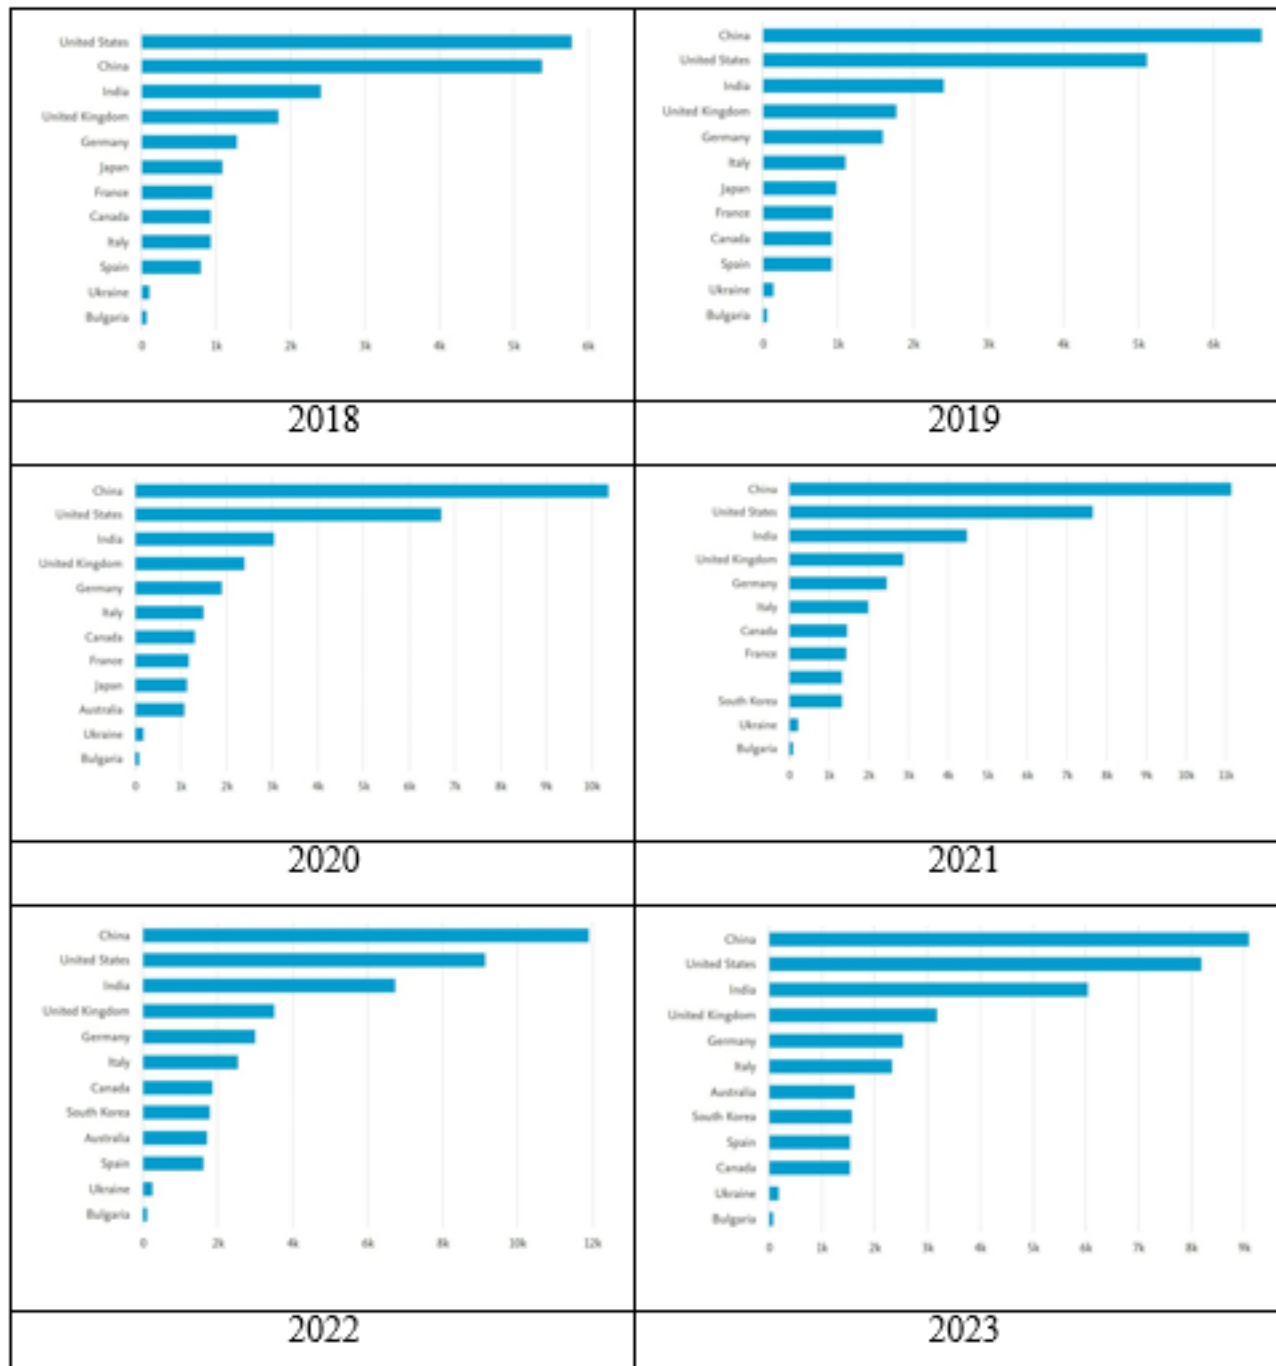 United States
China
India
United Kingdom
Germany
Japan
France
Canada
Italy
Spain
Ukraine
Bulgaria
0 1k 2k 3k 4k 5k 6k
2018
China
United States
India
United Kingdom
Germany
Italy
Japan
France
Canada
Spain
Ukraine
Bulgaria
0 1k 2k 3k 4k 5k 6k
2019
China
United States
India
United Kingdom
Germany
Italy
Canada
France
Japan
Australia
Ukraine
Bulgaria
0 1k 2k 3k 4k 5k 6k 7k 8k 9k 10k
2020
China
United States
India
United Kingdom
Germany
Italy
Canada
France
South Korea
Ukraine
Bulgaria
0 1k 2k 3k 4k 5k 6k 7k 8k 9k 10k 11k
2021
China
United States
India
United Kingdom
Germany
Italy
Canada
South Korea
Australia
Spain
Ukraine
Bulgaria
0 2k 4k 6k 8k 10k 12k
2022
China
United States
India
United Kingdom
Germany
Italy
Australia
South Korea
Spain
Canada
Ukraine
Bulgaria
0 1k 2k 3k 4k 5k 6k 7k 8k 9k
2023